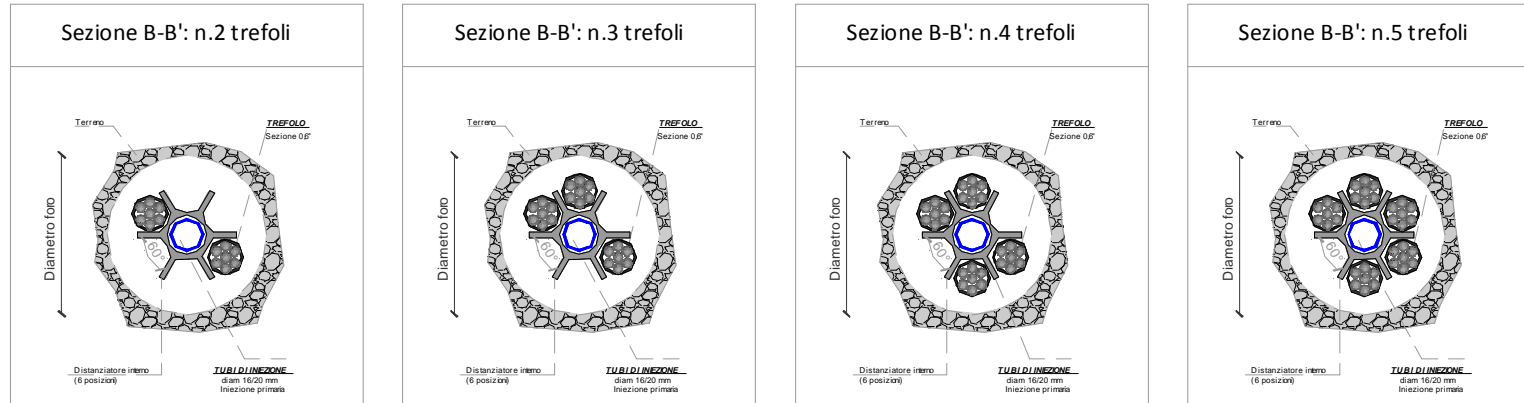 Sezione B-B': n.2 trefoli
Terreno
TREFOLO
Sezione 0,6"
Diametro foro
60°
Distanziatore interno
(6 posizioni)
TUBI DI INIEZIONE
diam 16/20 mm
Iniezione primaria
Sezione B-B': n.3 trefoli
Terreno
TREFOLO
Sezione 0,6"
Diametro foro
60°
Distanziatore interno
(6 posizioni)
TUBI DI INIEZIONE
diam 16/20 mm
Iniezione primaria
Sezione B-B': n.4 trefoli
Terreno
TREFOLO
Sezione 0,6"
Diametro foro
60°
Distanziatore interno
(6 posizioni)
TUBI DI INIEZIONE
diam 16/20 mm
Iniezione primaria
Sezione B-B': n.5 trefoli
Terreno
TREFOLO
Sezione 0,6"
Diametro foro
60°
Distanziatore interno
(6 posizioni)
TUBI DI INIEZIONE
diam 16/20 mm
Iniezione primaria